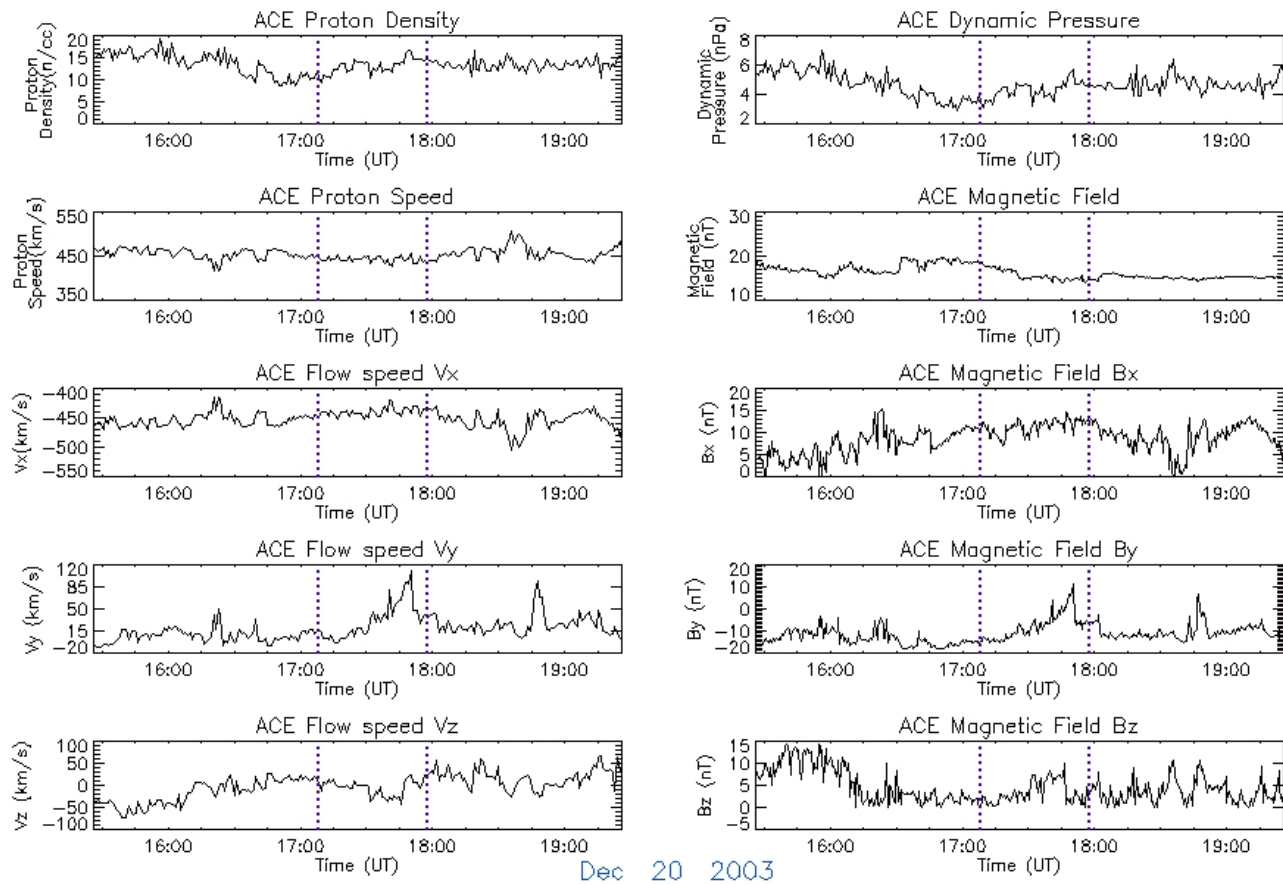 ACE Proton Density
Proton
Density(n/cc)
20
15
10
5
0
16:00 17:00 18:00 19:00
Time (UT)
ACE Dynamic Pressure
Dynamic
Pressure (nPa)
8
6
4
2
16:00 17:00 18:00 19:00
Time (UT)
ACE Proton Speed
Proton
Speed(km/s)
550
450
350
16:00 17:00 18:00 19:00
Time (UT)
ACE Magnetic Field
Magnetic
Field (nT)
30
20
10
16:00 17:00 18:00 19:00
Time (UT)
ACE Flow speed Vx
Vx(km/s)
-400
-450
-500
-550
16:00 17:00 18:00 19:00
Time (UT)
ACE Magnetic Field Bx
Bx (nT)
20
15
10
5
0
16:00 17:00 18:00 19:00
Time (UT)
ACE Flow speed Vy
Vy (km/s)
120
85
50
15
-20
16:00 17:00 18:00 19:00
Time (UT)
ACE Magnetic Field By
By (nT)
20
10
0
-10
-20
16:00 17:00 18:00 19:00
Time (UT)
ACE Flow speed Vz
Vz (km/s)
100
50
0
-50
-100
16:00 17:00 18:00 19:00
Time (UT)
ACE Magnetic Field Bz
Bz (nT)
15
10
5
0
-5
16:00 17:00 18:00 19:00
Time (UT)
Dec 20 2003